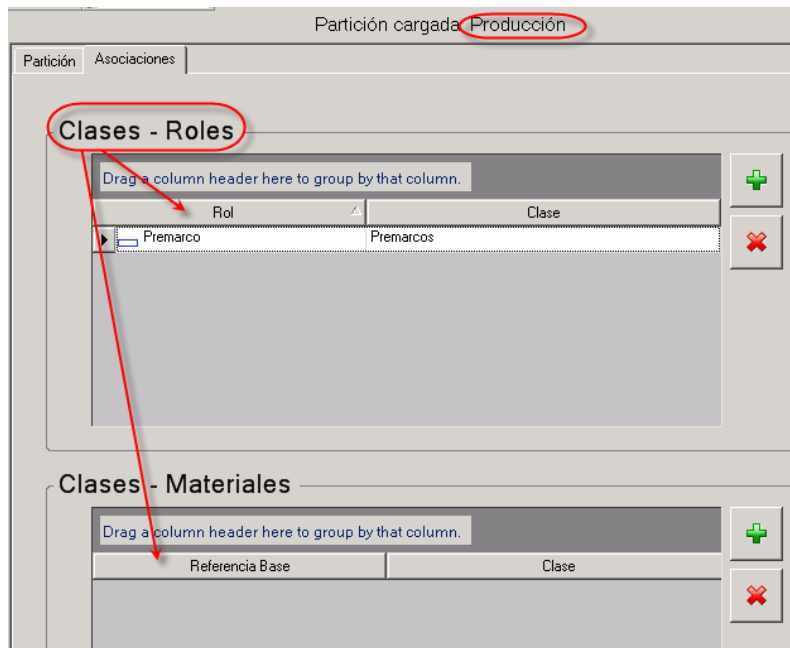 Partición cargada Producción
Partición Asociaciones
Clases - Roles
Drag a column header here to group by that column.
Rol Clase
Premarco Premarcos
Clases - Materiales
Drag a column header here to group by that column.
Referencia Base Clase